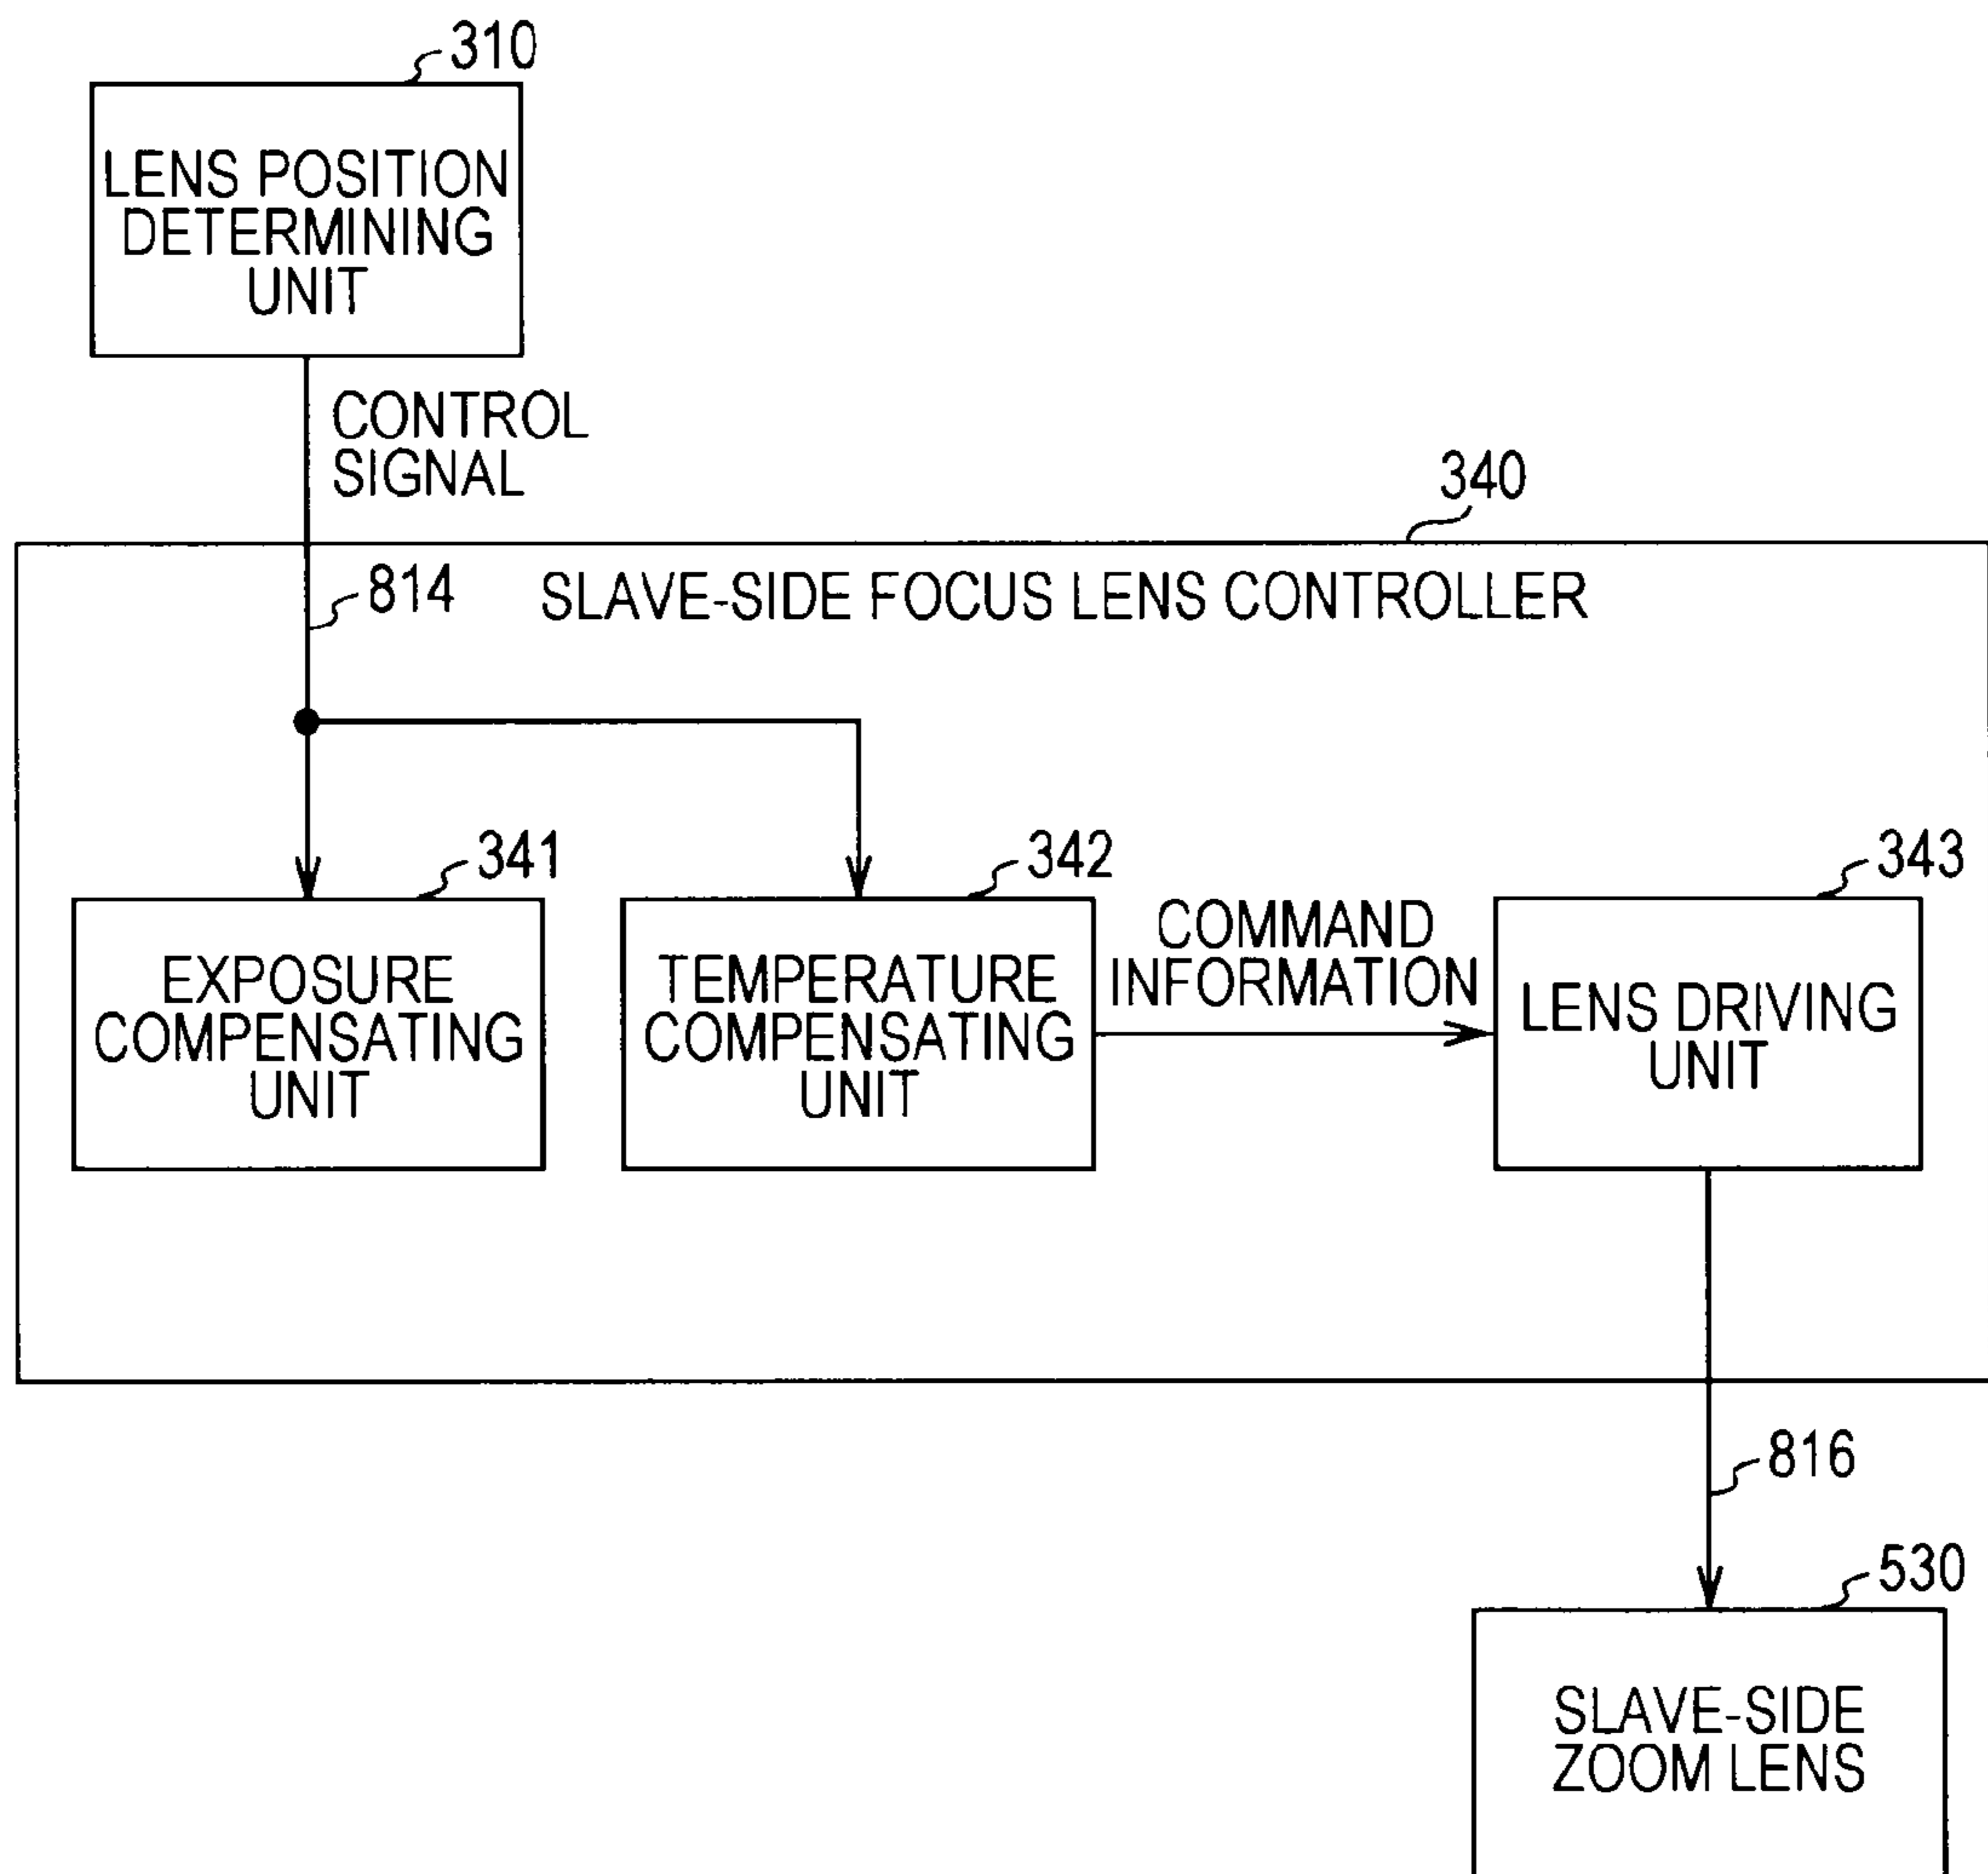 310
LENS POSITION
DETERMINING
UNIT
CONTROL
SIGNAL
340
814
SLAVE-SIDE FOCUS LENS CONTROLLER
341
342
343
EXPOSURE
COMPENSATING
UNIT
TEMPERATURE
COMPENSATING
UNIT
COMMAND
INFORMATION
LENS DRIVING
UNIT
816
530
SLAVE-SIDE
ZOOM LENS